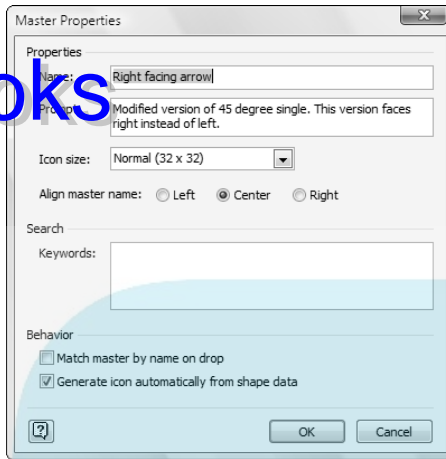 Master Properties
Properties
Name:
Right facing arrow
oks
Prompt:
Modified version of 45 degree single. This version faces
right instead of left.
Icon size:
Normal (32 x 32)
Align master name:
Left
Center
Right
Search
Keywords:
Behavior
Match master by name on drop
Generate icon automatically from shape data
OK
Cancel